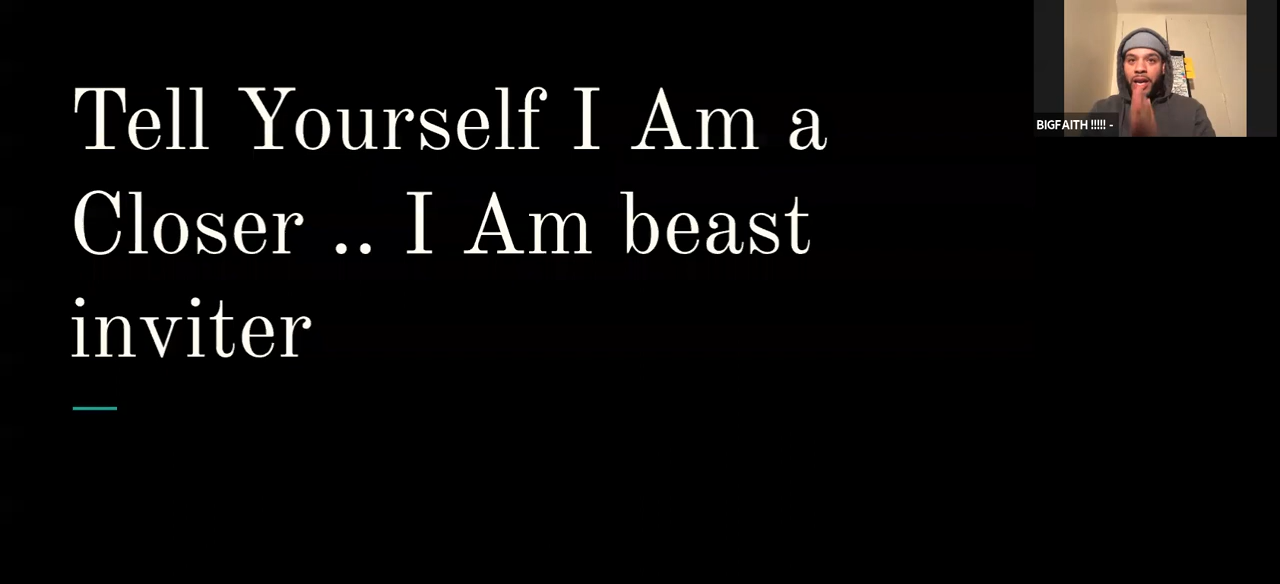 Tell Yourself I Am a
Closer .. I Am beast
inviter
BIGFAITH !!!!! -